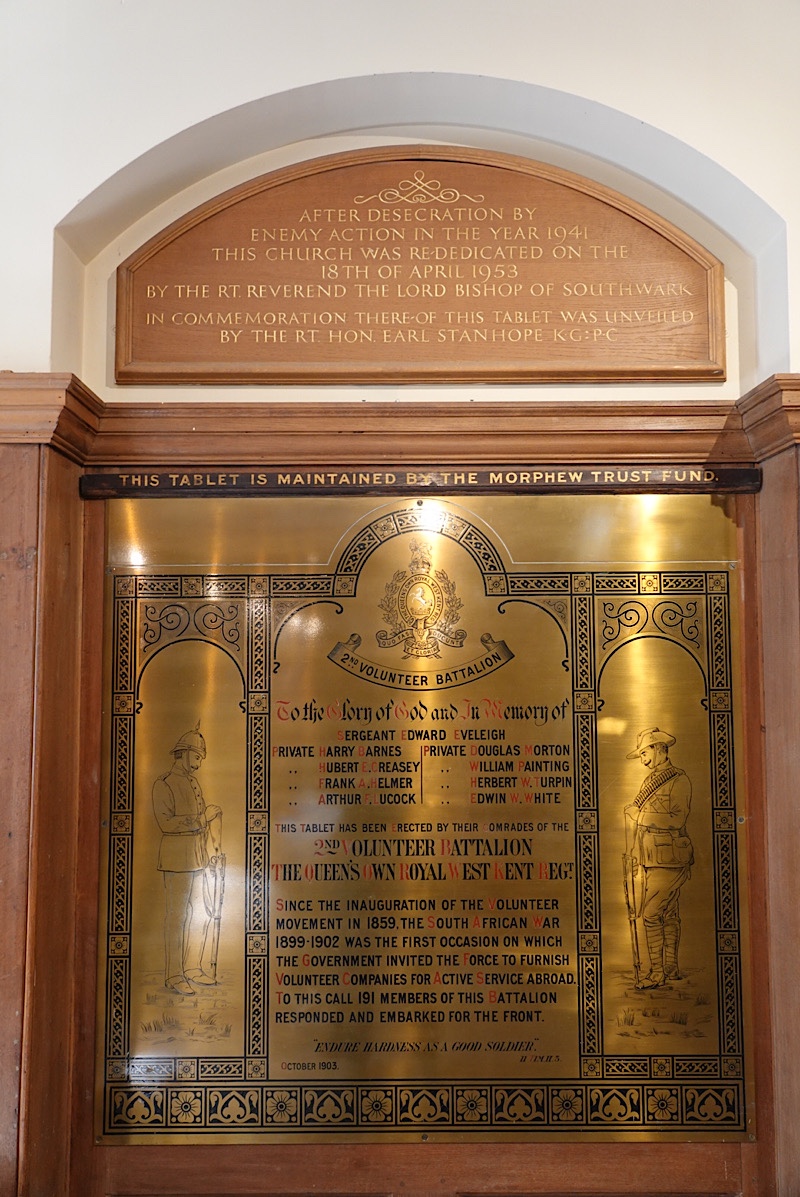 AFTER DESECRATION BY
ENEMY ACTION IN THE YEAR 1941
THIS CHURCH WAS RE-DEDICATED ON THE
18TH OF APRIL 1953
BY THE RT. REVEREND THE LORD BISHOP OF SOUTHWARK
IN COMMEMORATION THERE-OF THIS TABLET WAS UNVEILED
BY THE RT. HON. EARL STANHOPE KG:PC
THIS TABLET IS MAINTAINED BY THE MORPHEW TRUST FUND.
2ND VOLUNTEER BATTALION
To the Glory of God and In Memory of
SERGEANT EDWARD EVELEIGH
PRIVATE HARRY BARNES PRIVATE DOUGLAS MORTON
,, HUBERT E. CREASEY ,, WILLIAM PAINTING
,, FRANK A. HELMER ,, HERBERT W. TURPIN
,, ARTHUR F. LUCOCK ,, EDWIN W. WHITE
THIS TABLET HAS BEEN ERECTED BY THEIR COMRADES OF THE
2ND VOLUNTEER BATTALION
THE QUEEN'S OWN ROYAL WEST KENT REGT
SINCE THE INAUGURATION OF THE VOLUNTEER
MOVEMENT IN 1859, THE SOUTH AFRICAN WAR
1899-1902 WAS THE FIRST OCCASION ON WHICH
THE GOVERNMENT INVITED THE FORCE TO FURNISH
VOLUNTEER COMPANIES FOR ACTIVE SERVICE ABROAD.
TO THIS CALL 191 MEMBERS OF THIS BATTALION
RESPONDED AND EMBARKED FOR THE FRONT.
"ENDURE HARDNESS AS A GOOD SOLDIER".
OCTOBER 1903.